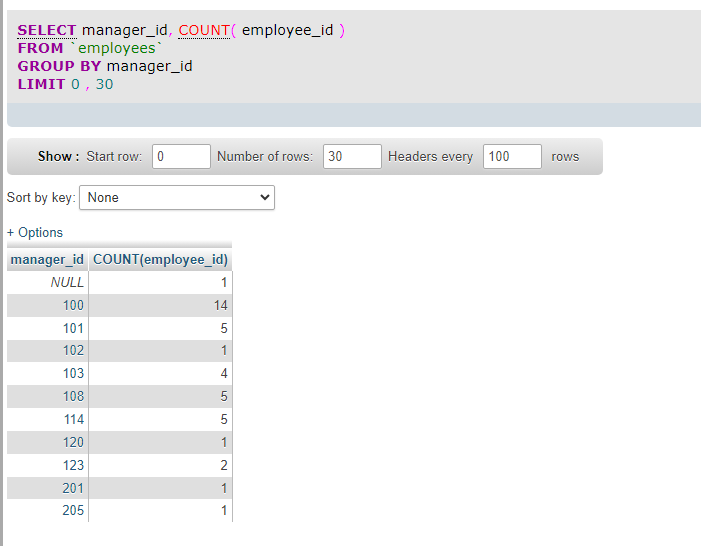 SELECT manager_id, COUNT( employee_id )
FROM `employees`
GROUP BY manager_id
LIMIT 0 , 30
Show : Start row: 0 Number of rows: 30 Headers every 100 rows
Sort by key: None
+ Options
manager_id COUNT(employee_id)
NULL 1
100 14
101 5
102 1
103 4
108 5
114 5
120 1
123 2
201 1
205 1